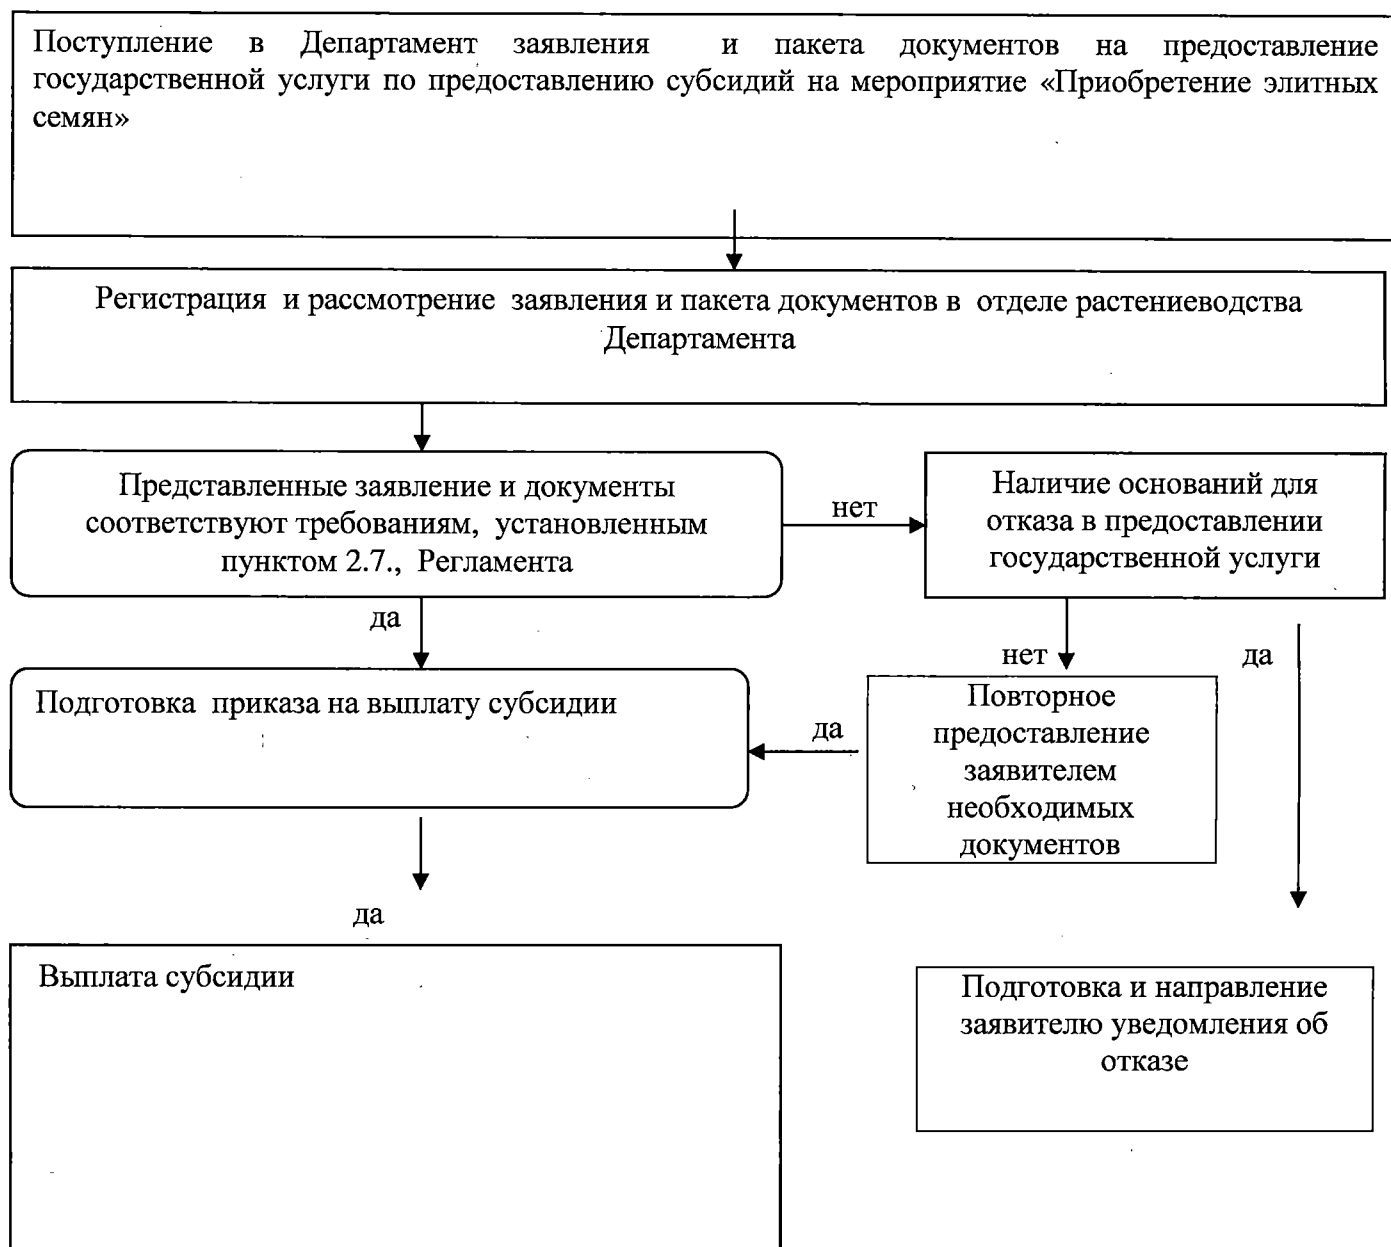 Поступление в Департамент заявления и пакета документов на предоставление
государственной услуги по предоставлению субсидий на мероприятие «Приобретение элитных
семян»
Регистрация и рассмотрение заявления и пакета документов в отделе растениеводства
Департамента
Представленные заявление и документы
соответствуют требованиям, установленным
пунктом 2.7., Регламента
нет
Наличие оснований для
отказа в предоставлении
государственной услуги
да
нет
да
Подготовка приказа на выплату субсидии
да
Повторное
предоставление
заявителем
необходимых
документов
да
Выплата субсидии
Подготовка и направление
заявителю уведомления об
отказе